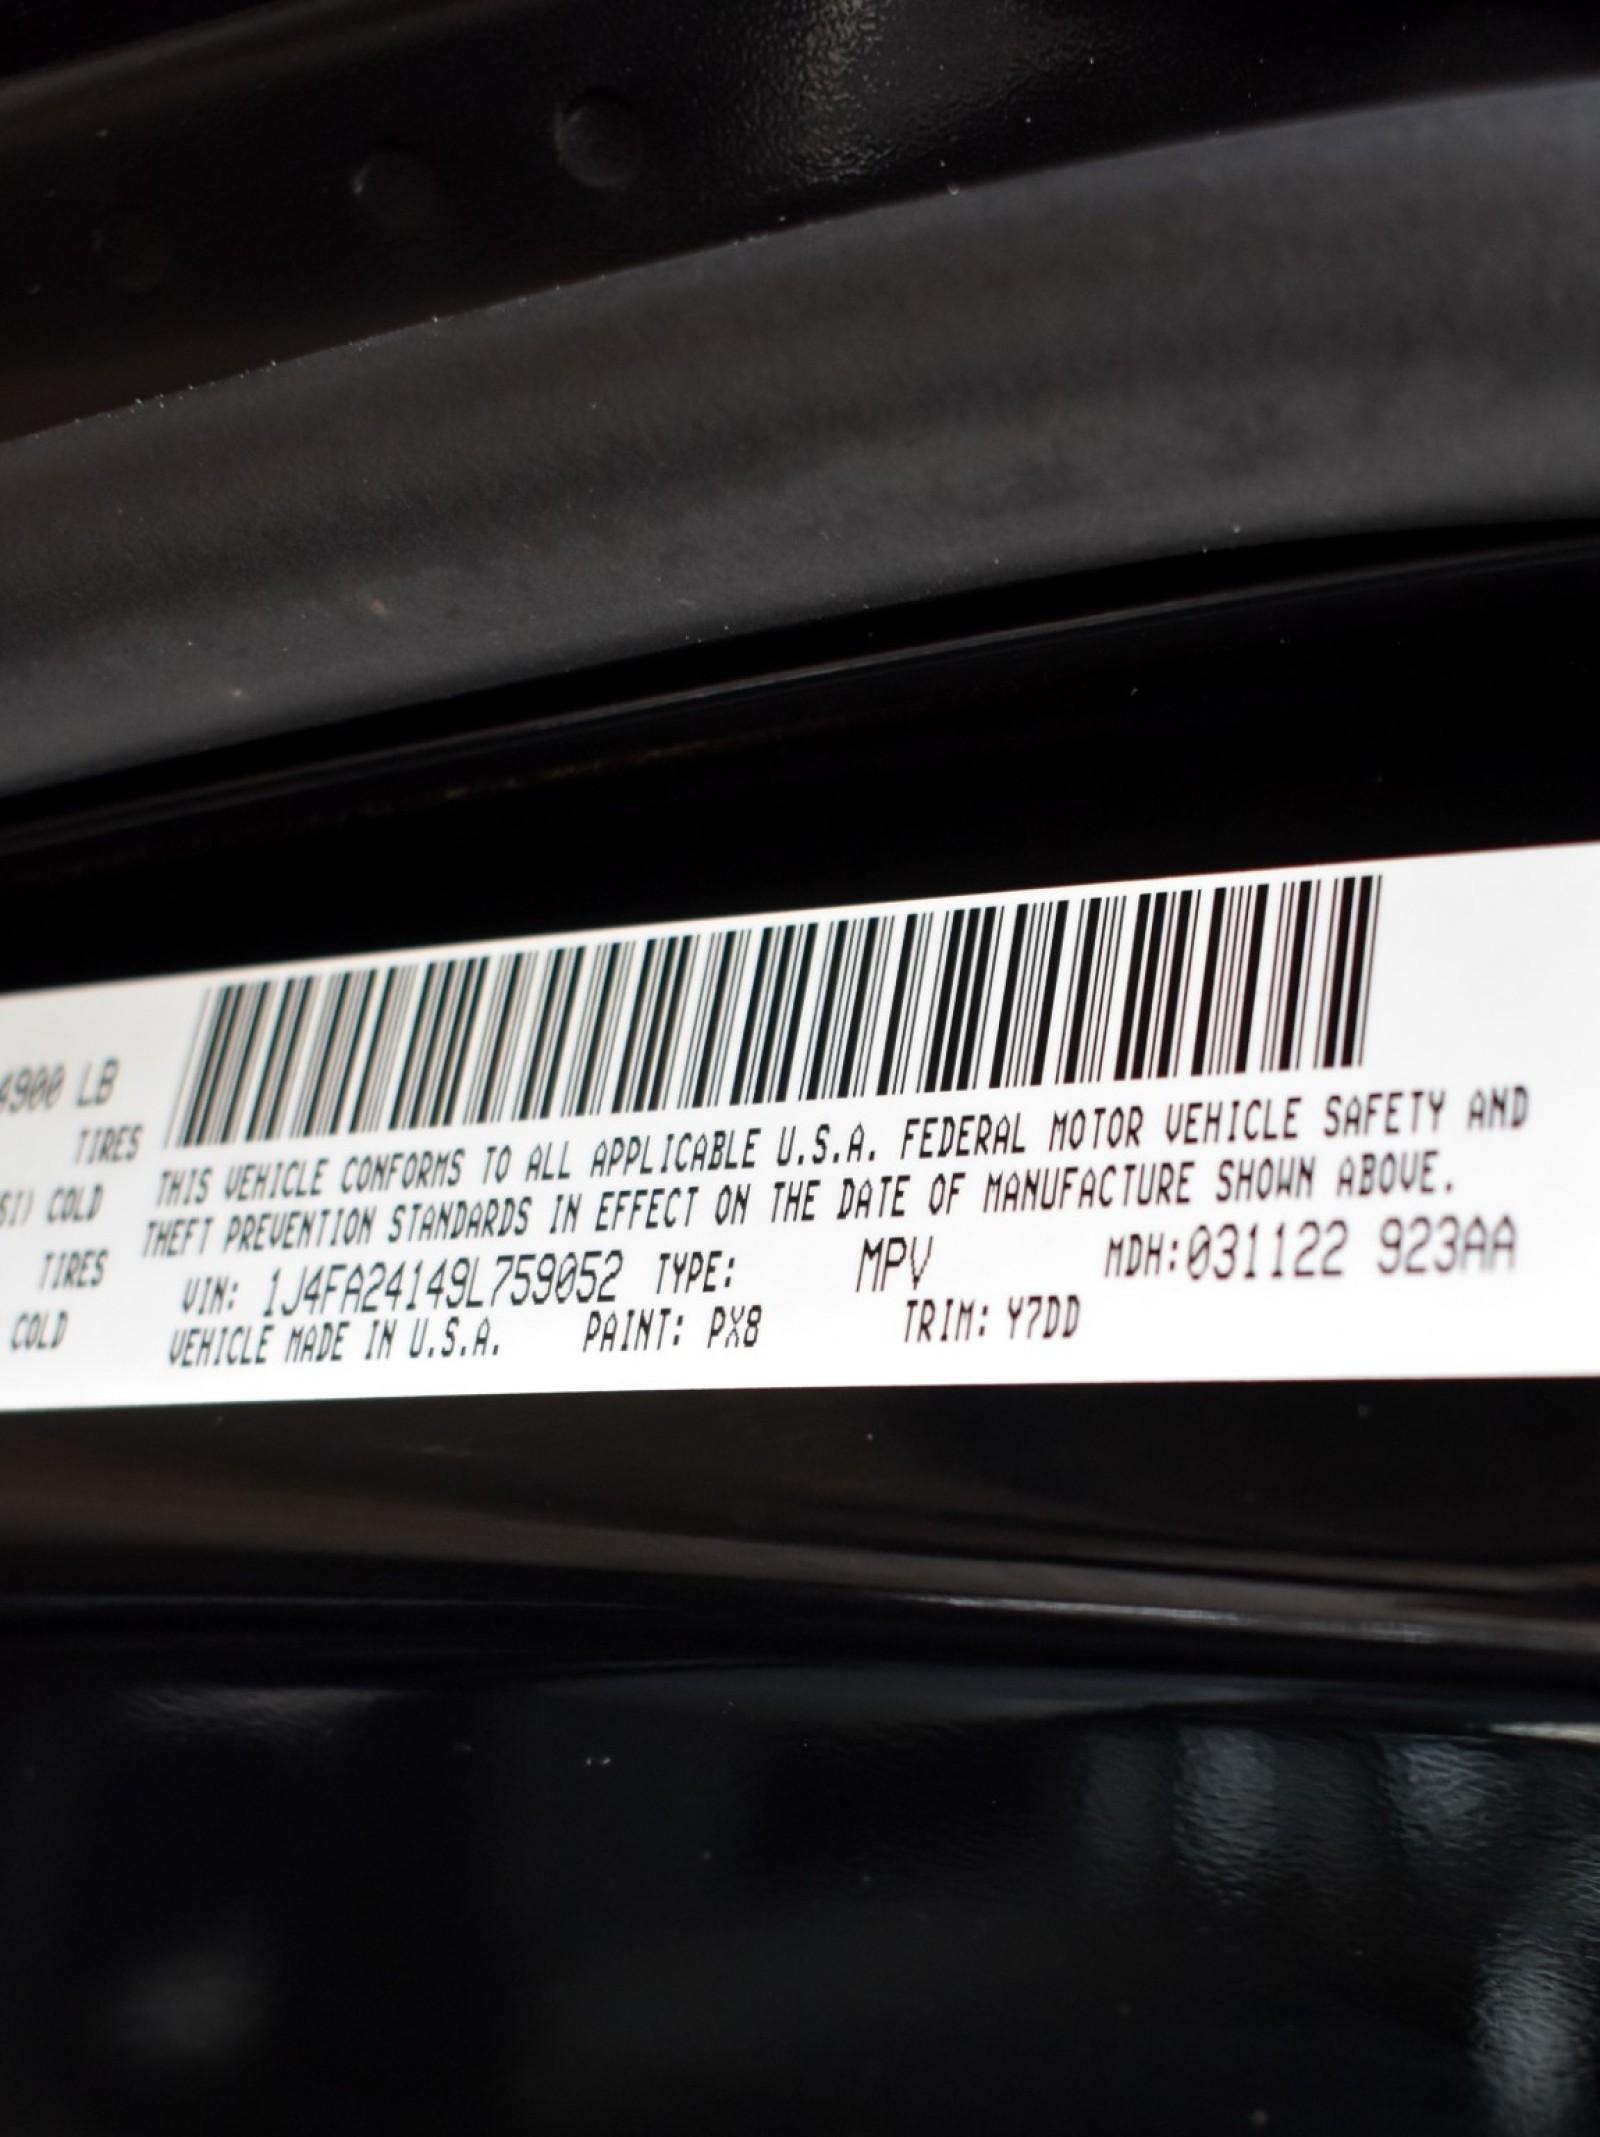 4900 LB
TIRES
THIS VEHICLE CONFORMS TO ALL APPLICABLE U.S.A. FEDERAL MOTOR VEHICLE SAFETY AND
SI) COLD
THEFT PREVENTION STANDARDS IN EFFECT ON THE DATE OF MANUFACTURE SHOWN ABOVE.
TIRES
VIN: 1J4FA24149L759052 TYPE: MPV MDH:031122 923AA
COLD
VEHICLE MADE IN U.S.A. PAINT: PX8 TRIM: Y7DD